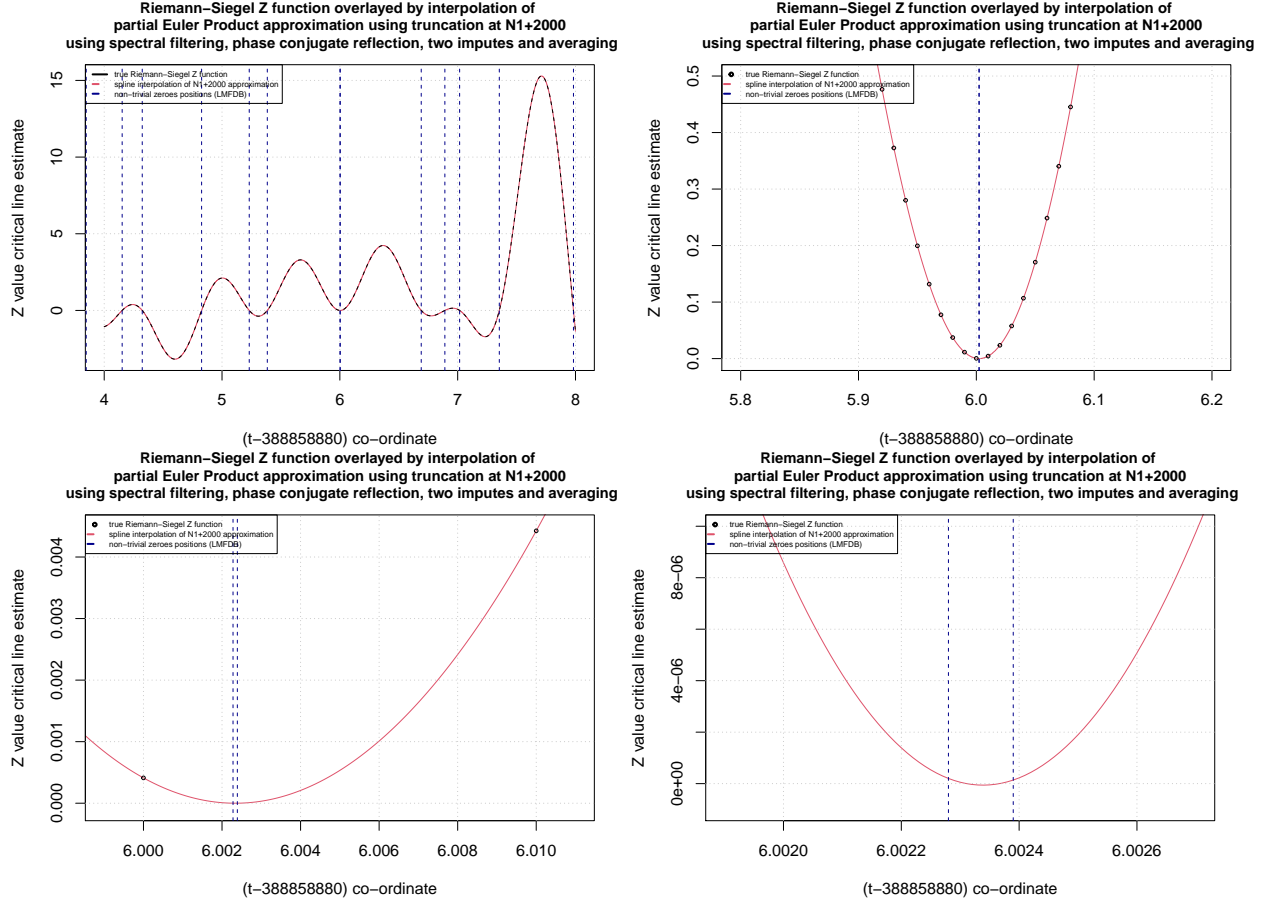 Riemann−Siegel Z function overlayed by interpolation of
partial Euler Product approximation using truncation at N1+2000
using spectral filtering, phase conjugate reflection, two imputes and averaging
true Riemann−Siegel Z function
spline interpolation of N1+2000 approximation
non−trivial zeroes positions (LMFDB)
Z value critical line estimate
15
10
5
0
4
5
6
7
8
(t−388858880) co−ordinate
Riemann−Siegel Z function overlayed by interpolation of
partial Euler Product approximation using truncation at N1+2000
using spectral filtering, phase conjugate reflection, two imputes and averaging
true Riemann−Siegel Z function
spline interpolation of N1+2000 approximation
non−trivial zeroes positions (LMFDB)
Z value critical line estimate
0.5
0.4
0.3
0.2
0.1
0.0
5.8
5.9
6.0
6.1
6.2
(t−388858880) co−ordinate
Riemann−Siegel Z function overlayed by interpolation of
partial Euler Product approximation using truncation at N1+2000
using spectral filtering, phase conjugate reflection, two imputes and averaging
true Riemann−Siegel Z function
spline interpolation of N1+2000 approximation
non−trivial zeroes positions (LMFDB)
Z value critical line estimate
0.004
0.003
0.002
0.001
0.000
6.000
6.002
6.004
6.006
6.008
6.010
(t−388858880) co−ordinate
Riemann−Siegel Z function overlayed by interpolation of
partial Euler Product approximation using truncation at N1+2000
using spectral filtering, phase conjugate reflection, two imputes and averaging
true Riemann−Siegel Z function
spline interpolation of N1+2000 approximation
non−trivial zeroes positions (LMFDB)
Z value critical line estimate
8e−06
4e−06
0e+00
6.0020
6.0022
6.0024
6.0026
(t−388858880) co−ordinate